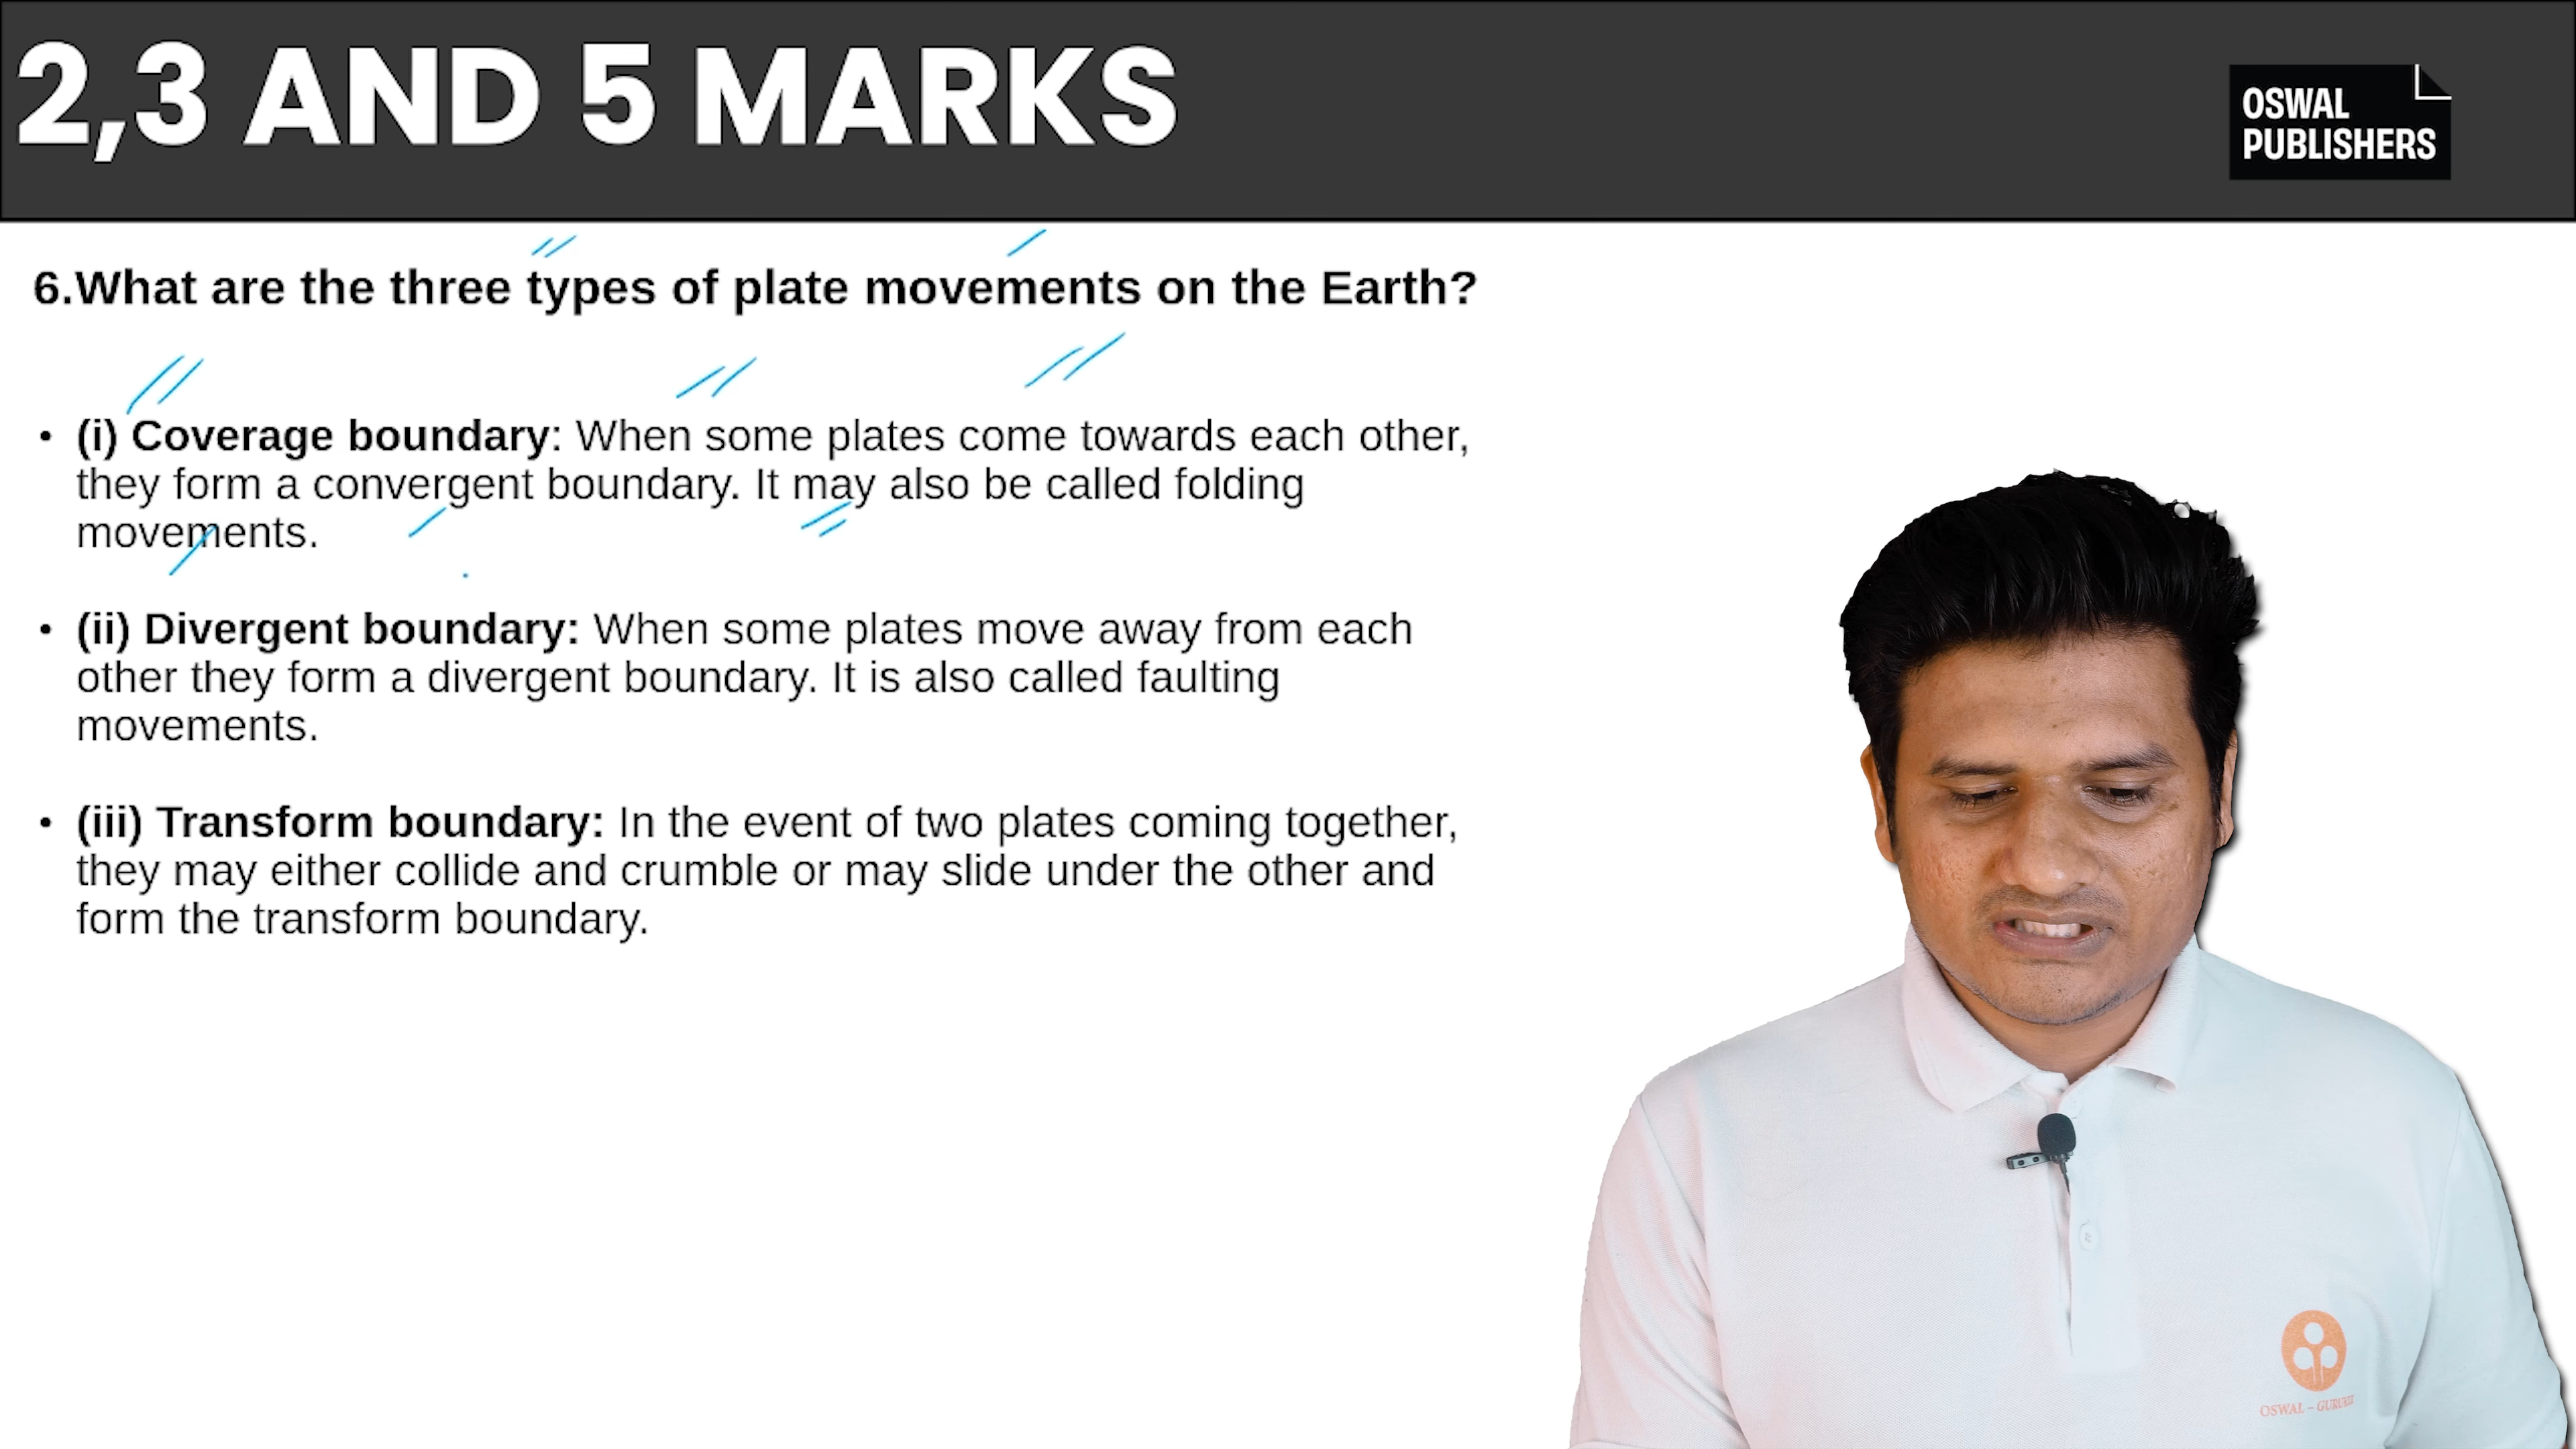 2,3 AND 5 MARKS
OSWAL
PUBLISHERS
6.What are the three types of plate movements on the Earth?
• (i) Coverage boundary: When some plates come towards each other,
they form a convergent boundary. It may also be called folding
movements.
• (ii) Divergent boundary: When some plates move away from each
other they form a divergent boundary. It is also called faulting
movements.
• (iii) Transform boundary: In the event of two plates coming together,
they may either collide and crumble or may slide under the other and
form the transform boundary.
OSWAL –